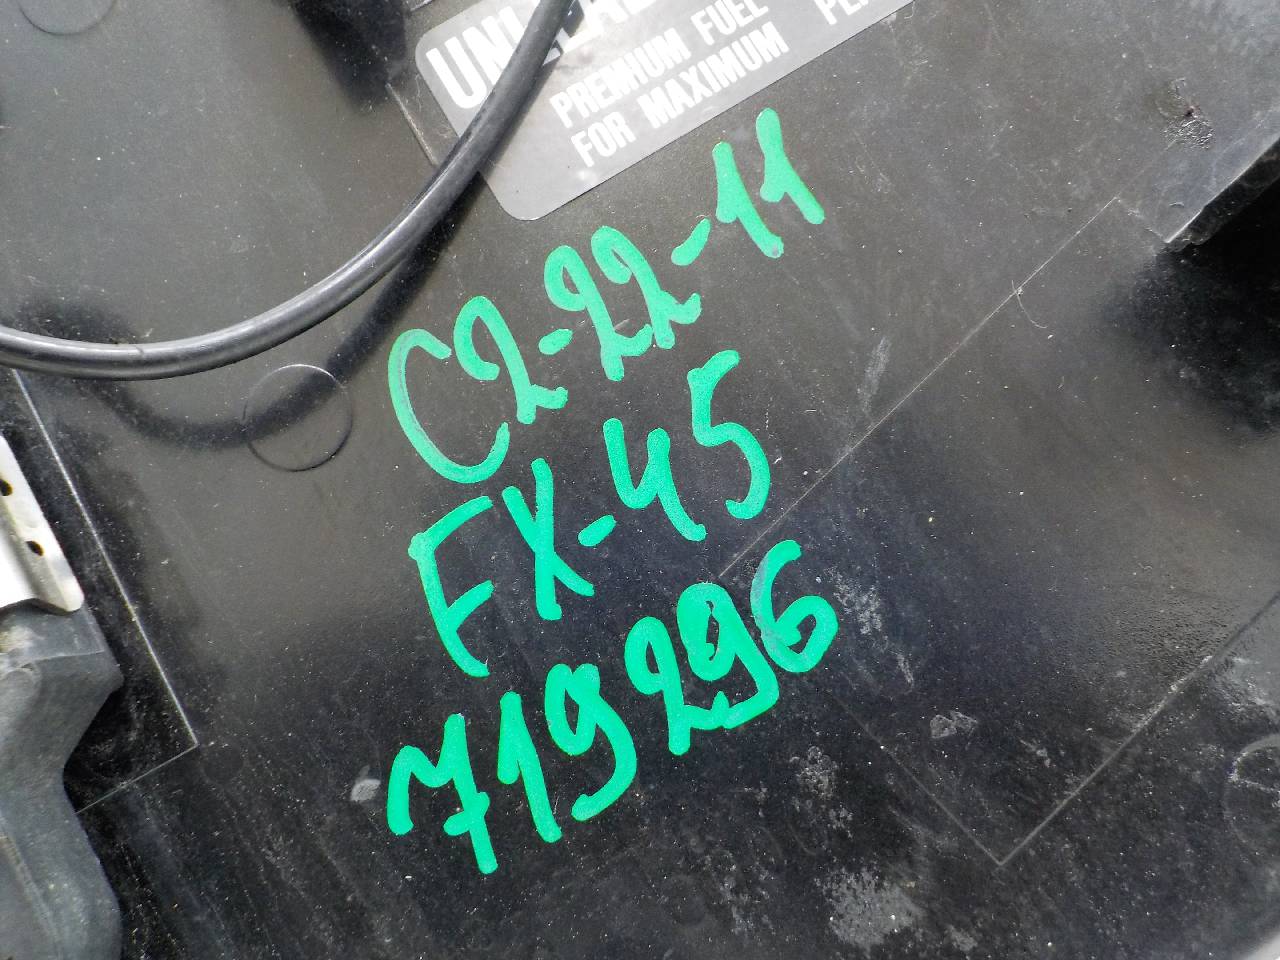 PREMIUM FUEL
FOR MAXIMUM
C2-22-11
FX-45
719296